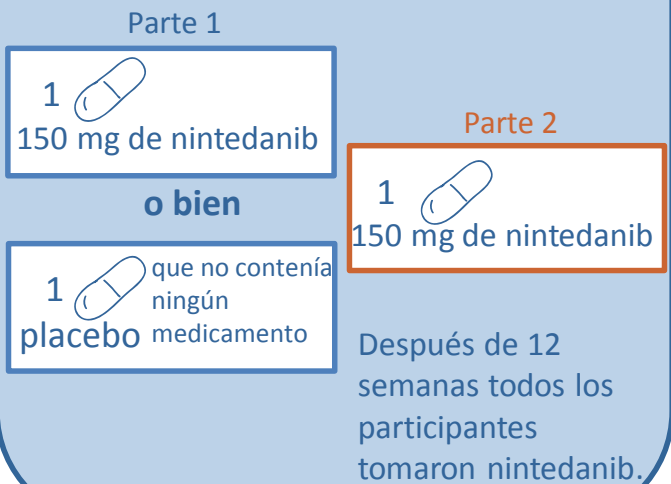 Parte 1
1
150 mg de nintedanib
o bien
1
que no contenía
ningún
placebo medicamento
Parte 2
1
150 mg de nintedanib
Después de 12
semanas todos los
participantes
tomaron nintedanib.